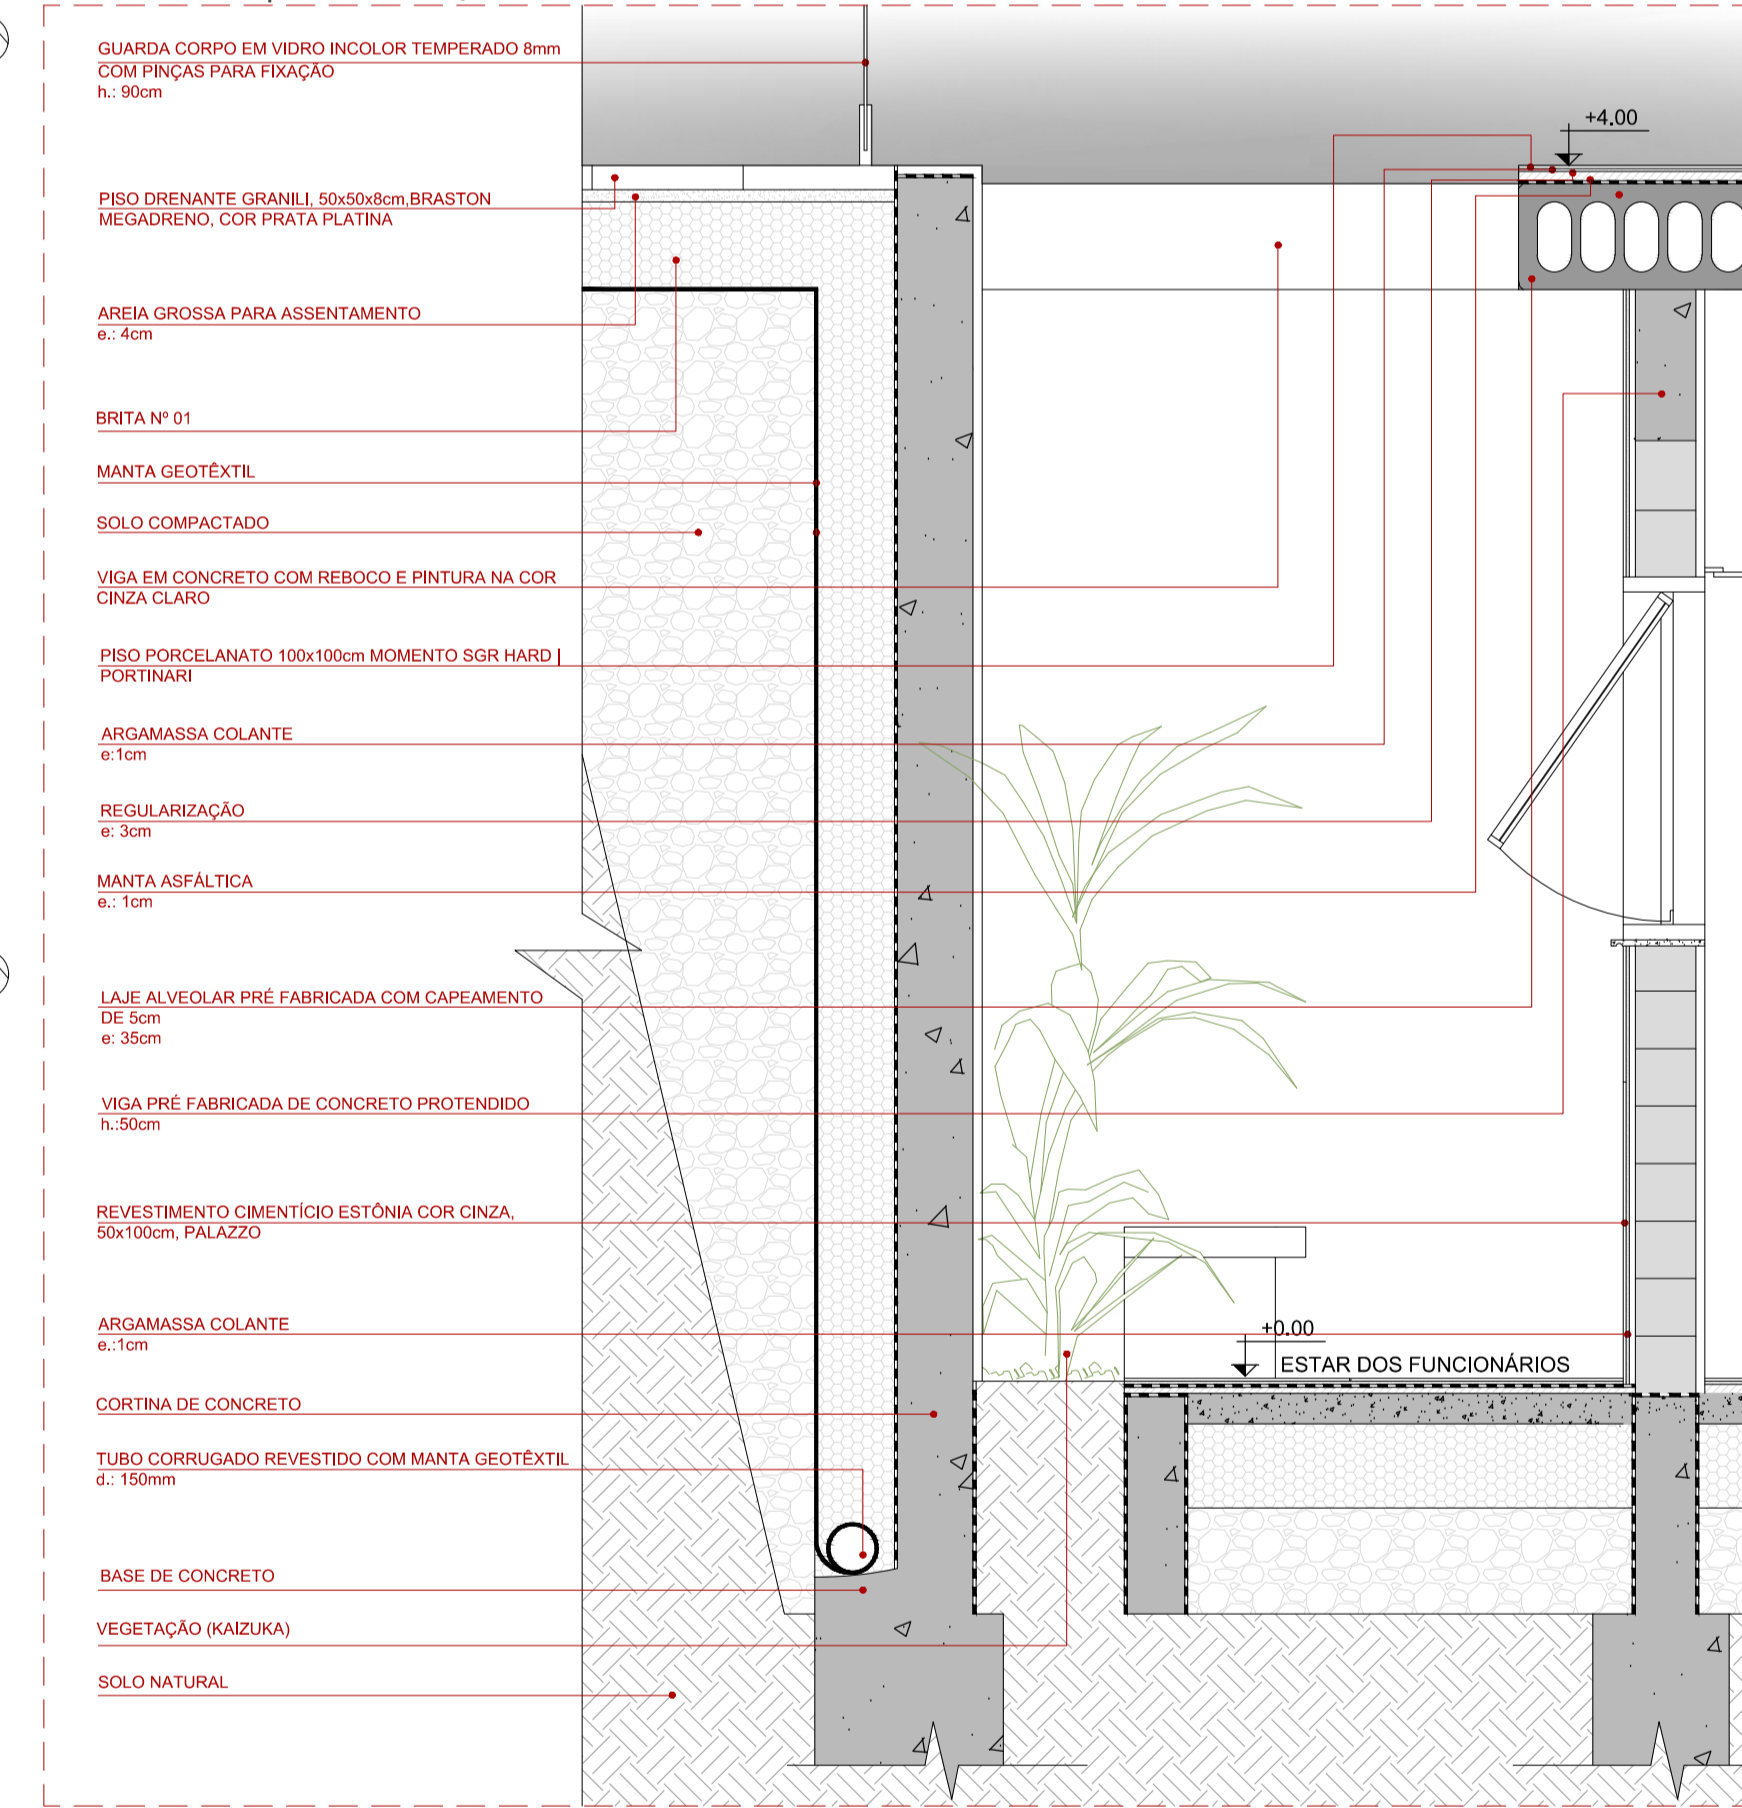 GUARDA CORPO EM VIDRO INCOLOR TEMPERADO 8mm
COM PINÇAS PARA FIXAÇÃO
h.: 90cm
+4.00
PISO DRENANTE GRANILI, 50x50x8cm,BRASTON
MEGADRENO, COR PRATA PLATINA
AREIA GROSSA PARA ASSENTAMENTO
e.: 4cm
BRITA Nº 01
MANTA GEOTÊXTIL
SOLO COMPACTADO
VIGA EM CONCRETO COM REBOCO E PINTURA NA COR
CINZA CLARO
PISO PORCELANATO 100x100cm MOMENTO SGR HARD |
PORTINARI
ARGAMASSA COLANTE
e:1cm
REGULARIZAÇÃO
e: 3cm
MANTA ASFÁLTICA
e.: 1cm
LAJE ALVEOLAR PRÉ FABRICADA COM CAPEAMENTO
DE 5cm
e: 35cm
VIGA PRÉ FABRICADA DE CONCRETO PROTENDIDO
h.:50cm
REVESTIMENTO CIMENTÍCIO ESTÔNIA COR CINZA,
50x100cm, PALAZZO
ARGAMASSA COLANTE
e.:1cm
+0.00
ESTAR DOS FUNCIONÁRIOS
CORTINA DE CONCRETO
TUBO CORRUGADO REVESTIDO COM MANTA GEOTÊXTIL
d.: 150mm
BASE DE CONCRETO
VEGETAÇÃO (KAIZUKA)
SOLO NATURAL